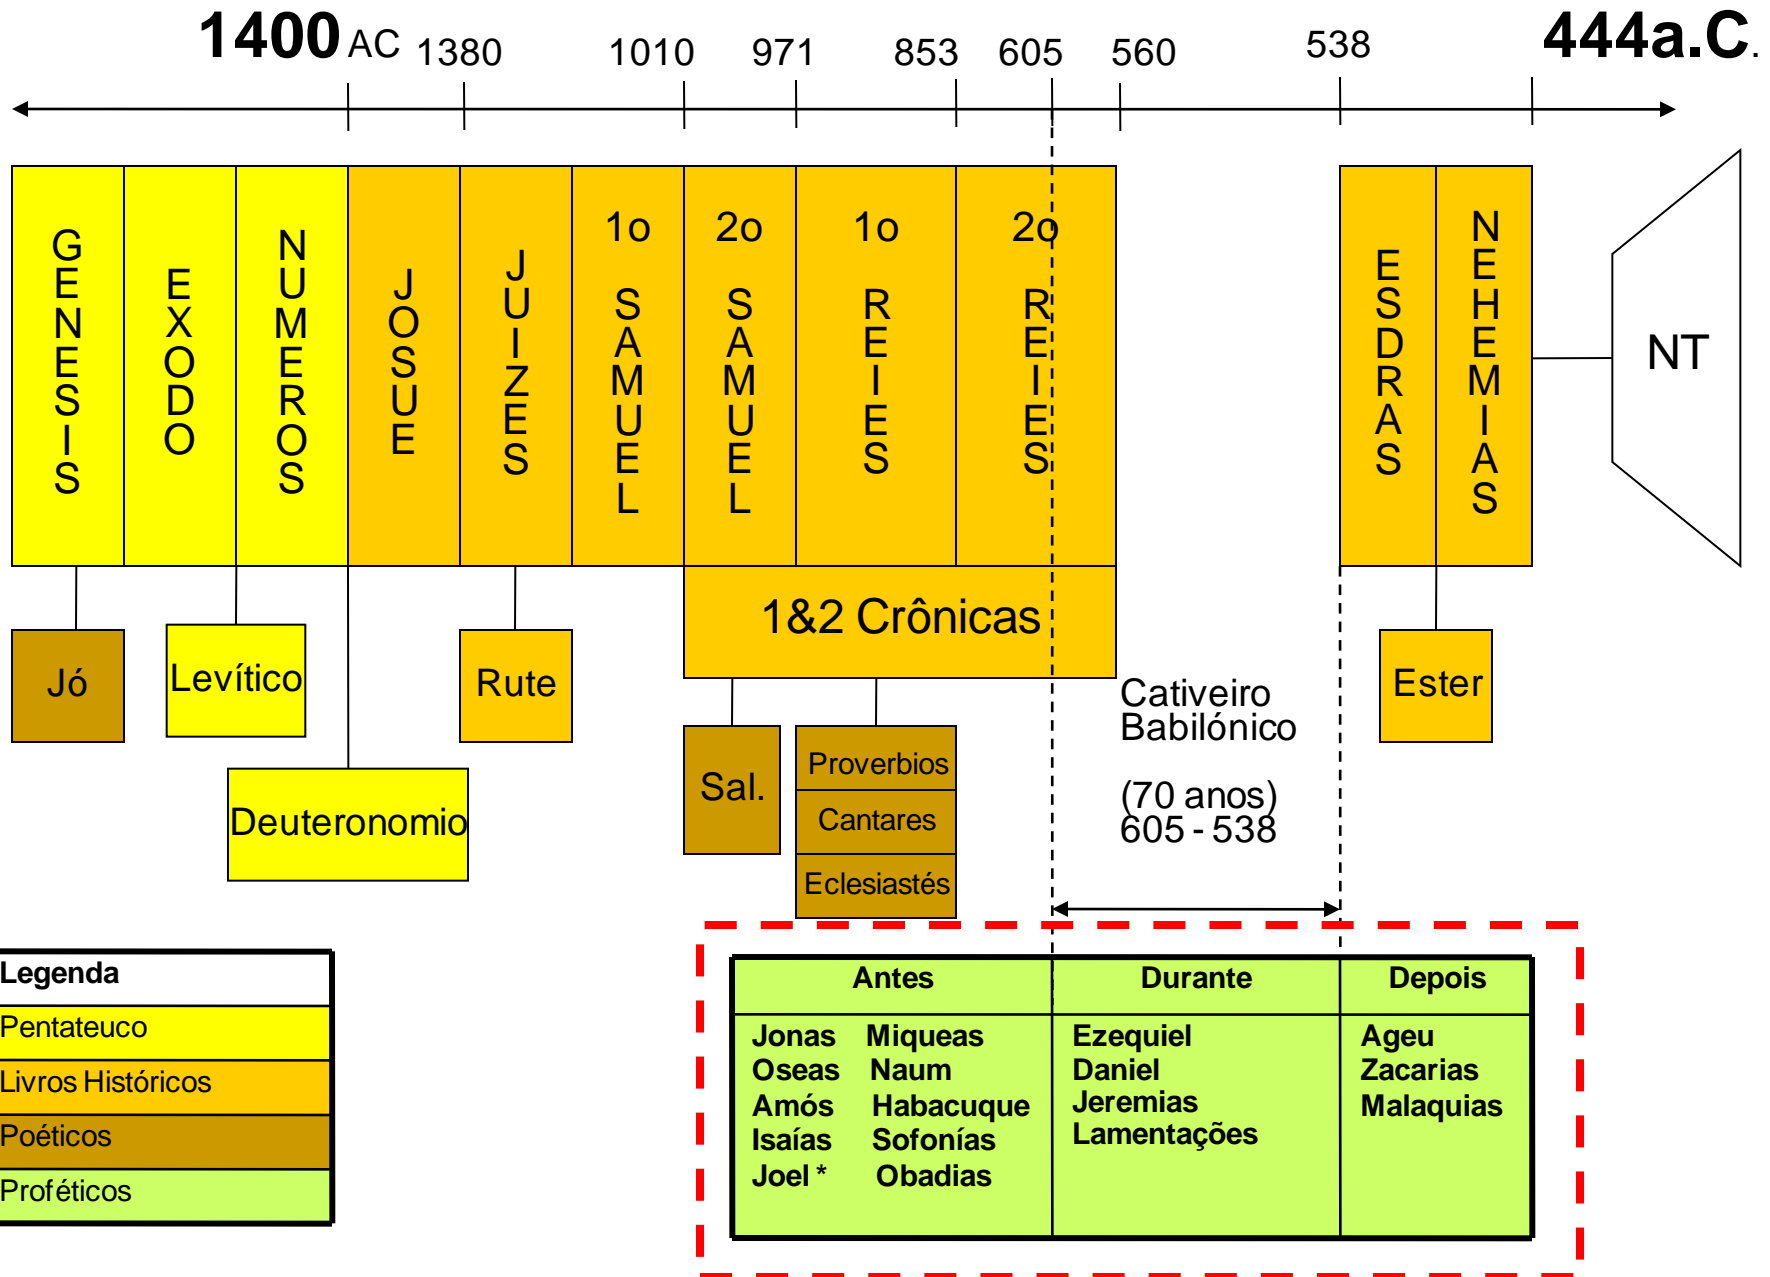 1400 AC 1380 1010 971 853 605 560 538 444a.C.
GENESIS
EXODO
NUMEROS
JOSUE
JUIZES
1o SAMUEL
2o SAMUEL
1o REIES
2o REIES
ESDRAS
NEHEMIAS
NT
1&2 Crônicas
Jó
Levítico
Rute
Ester
Deuteronomio
Sal.
Proverbios
Cantares
Eclesiastés
Cativeiro
Babilónico
(70 anos)
605 - 538
Legenda
Pentateuco
Livros Históricos
Poéticos
Proféticos
Antes Durante Depois
Jonas Miqueas
Oseas Naum
Amós Habacuque
Isaías Sofonías
Joel * Obadias
Ezequiel
Daniel
Jeremias
Lamentações
Ageu
Zacarias
Malaquias